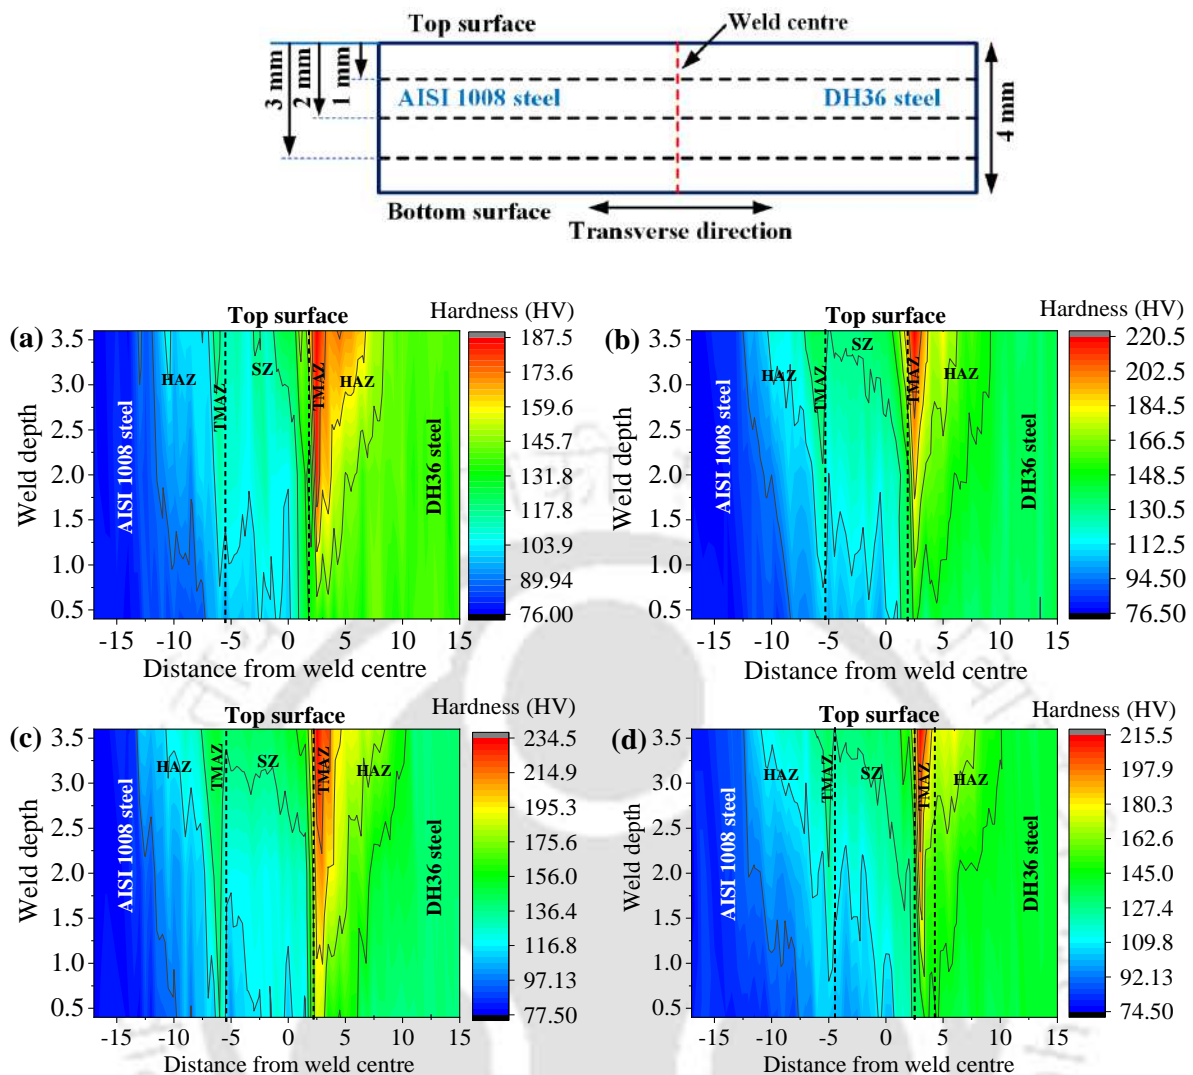 Top surface
Weld centre
3 mm
2 mm
1 mm
AISI 1008 steel
DH36 steel
4 mm
Bottom surface
Transverse direction
(a)
Top surface
Hardness (HV)
3.5
3.0
2.5
2.0
1.5
1.0
0.5
Weld depth
AISI 1008 steel
HAZ
TMAZ
SZ
TMAZ
HAZ
DH36 steel
187.5
173.6
159.6
145.7
131.8
117.8
103.9
89.94
76.00
-15 -10 -5 0 5 10 15
Distance from weld centre
(b)
Top surface
Hardness (HV)
3.5
3.0
2.5
2.0
1.5
1.0
0.5
Weld depth
AISI 1008 steel
HAZ
TMAZ
SZ
TMAZ
HAZ
DH36 steel
220.5
202.5
184.5
166.5
148.5
130.5
112.5
94.50
76.50
-15 -10 -5 0 5 10 15
Distance from weld centre
(c)
Top surface
Hardness (HV)
3.5
3.0
2.5
2.0
1.5
1.0
0.5
Weld depth
AISI 1008 steel
HAZ
TMAZ
SZ
TMAZ
HAZ
DH36 steel
234.5
214.9
195.3
175.6
156.0
136.4
116.8
97.13
77.50
-15 -10 -5 0 5 10 15
Distance from weld centre
(d)
Top surface
Hardness (HV)
3.5
3.0
2.5
2.0
1.5
1.0
0.5
Weld depth
AISI 1008 steel
HAZ
TMAZ
SZ
TMAZ
HAZ
DH36 steel
215.5
197.9
180.3
162.6
145.0
127.4
109.8
92.13
74.50
-15 -10 -5 0 5 10 15
Distance from weld centre